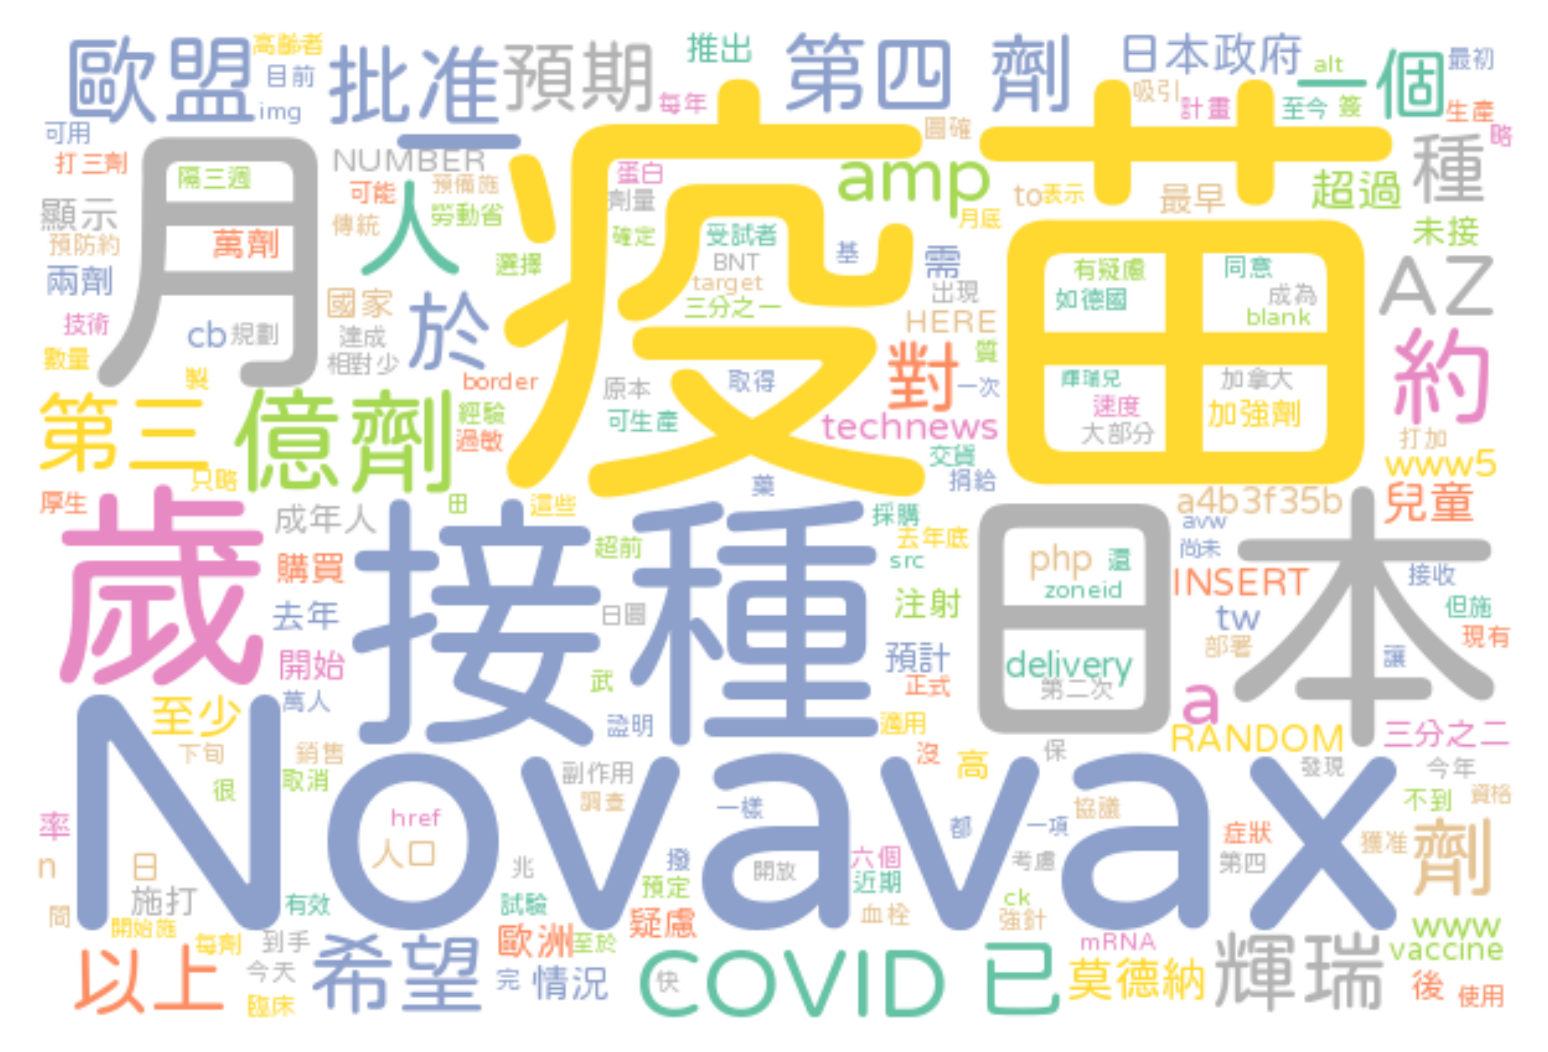 歐盟 高齡者 批准 預期 推出 第四 劑 日本政府 alt 一個 最初
目前 img 每年 吸引 計畫 至今 簽 生產
可用 NUMBER 圓確 略
打 三劑 隔三週 可能 預備施 蛋白 amp to 表示 最早 超過 種
顯示 傳統 勞動省 劑量 月底
預防約 萬劑 月 人 選擇 確定 受試者 基 需 有疑慮 同意 未接
兩劑 國家 BNT target 出現 如德國 成為 AZ
技術 cb 規劃 達成 於 三分之一 HERE blank
數量 相對少 疫苗 質
製 border 原本 取得 對 一次 輝瑞兒 加拿大 約
第三 億劑 經驗 可生產 technews 速度 加強劑
過敏 交貨 大部分 打加
只略 藥 捐給 www5
厚生 田 這些 a4b3f35b 兒童
歲 成年人 接種 採購 日本 avw
購買 超前 去年底 src php 還 尚未 接收
去年 日圓 注射 zoneid INSERT 但施
tw 現有
開始 預計 delivery 部署 讓
武 正式 第二次
至少 萬人 證明 適用 a
RANDOM 三分之二
下旬 銷售 沒 保
Novavax 很 取消 副作用 高 發現 今年
調查 一樣 協議 不到 資格
率 href 都 一項 症狀
n 日 人口 兆 撥 開放 六個 考慮 第四 獲准 劑
施打 有效 試驗 預定 近期 ck
間 開始施 疑慮 血栓 強針 www
每劑 到手 歐洲 至於 mRNA vaccine
以上 今天 希望 完 情況 COVID 快 已 莫德納 輝瑞 後 使用
臨床